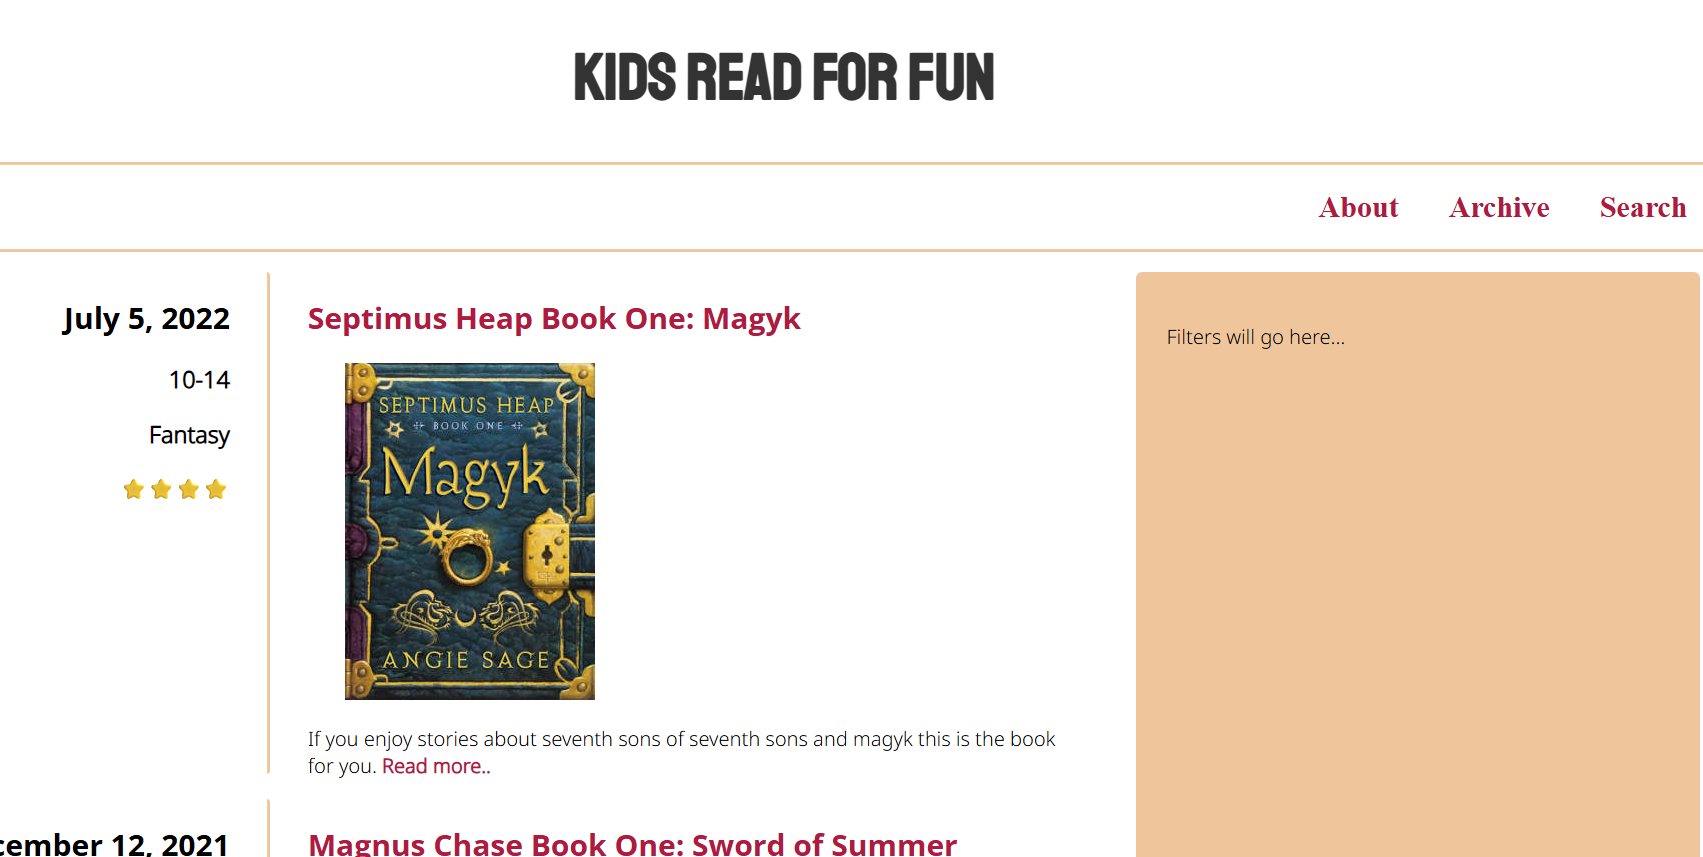 KIDS READ FOR FUN
About Archive Search
July 5, 2022
10-14
Fantasy
Septimus Heap Book One: Magyk
SEPTIMUS HEAP
BOOK ONE
Magyk
ANGIE SAGE
If you enjoy stories about seventh sons of seventh sons and magyk this is the book
for you. Read more..
Filters will go here...
cember 12, 2021
Magnus Chase Book One: Sword of Summer